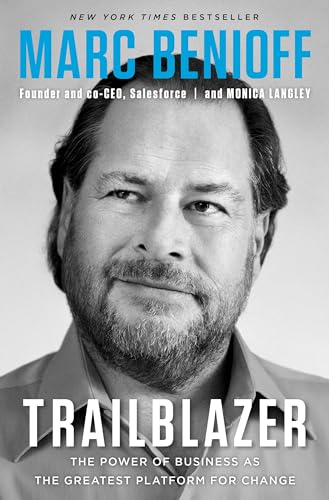 NEW YORK TIMES BESTSELLER
MARC BENIOFF
Founder and co-CEO, Salesforce | and MONICA LANGLEY
TRAILBLAZER
THE POWER OF BUSINESS AS
THE GREATEST PLATFORM FOR CHANGE